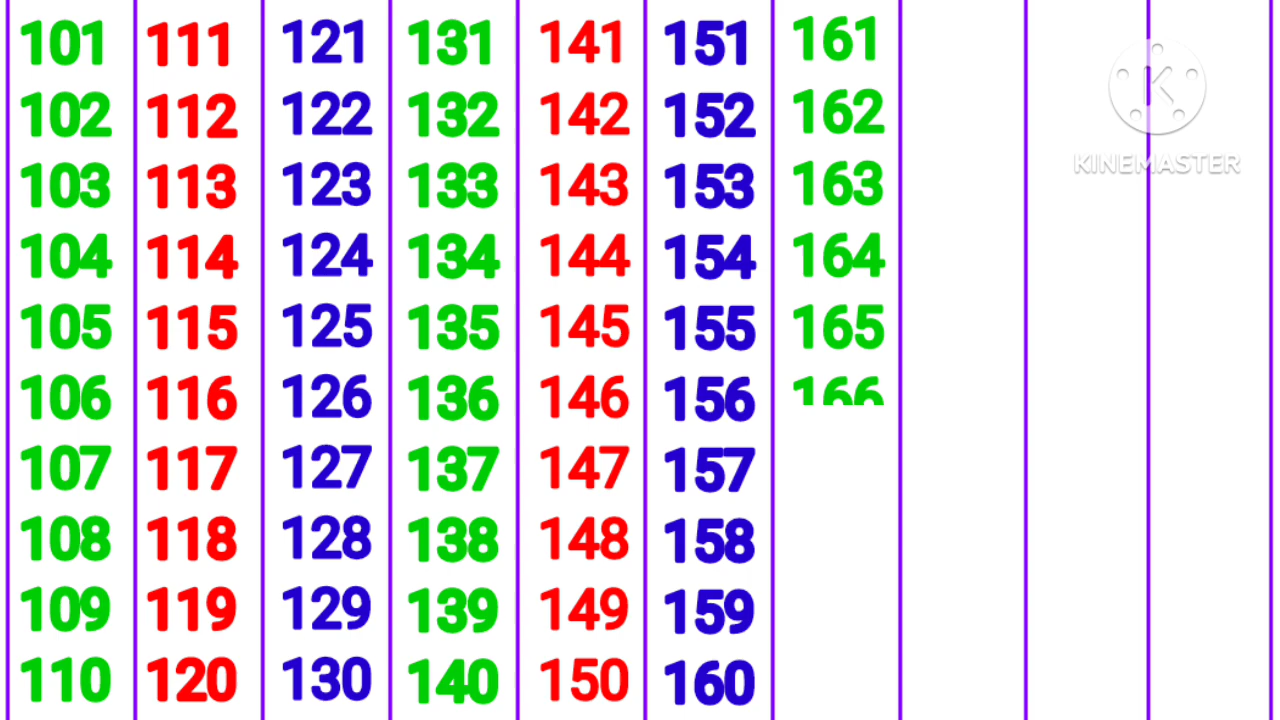 101 111 121 131 141 151 161
102 112 122 132 142 152 162
103 113 123 133 143 153 163
104 114 124 134 144 154 164
105 115 125 135 145 155 165
106 116 126 136 146 156 166
107 117 127 137 147 157
108 118 128 138 148 158
109 119 129 139 149 159
110 120 130 140 150 160
K
KINEMASTER